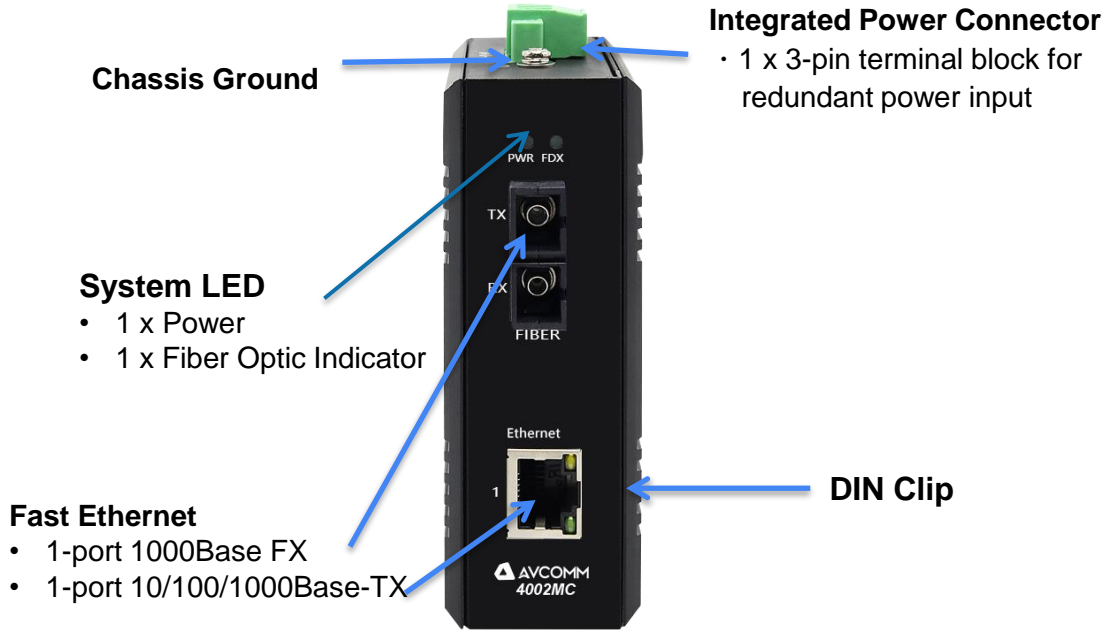 Integrated Power Connector
· 1 x 3-pin terminal block for
redundant power input
Chassis Ground
PWR FDX
TX
System LED
• 1 x Power
• 1 x Fiber Optic Indicator
RX
FIBER
Ethernet
1
DIN Clip
Fast Ethernet
• 1-port 1000Base FX
• 1-port 10/100/1000Base-TX
AVCOMM
4002MC